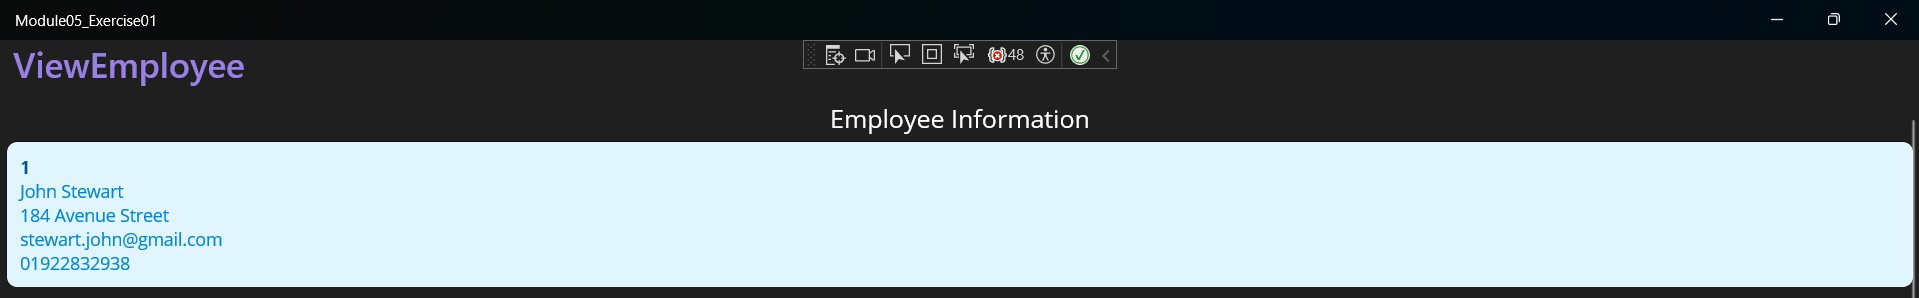 Module05_Exercise01
ViewEmployee
48
Employee Information
1
John Stewart
184 Avenue Street
stewart.john@gmail.com
01922832938